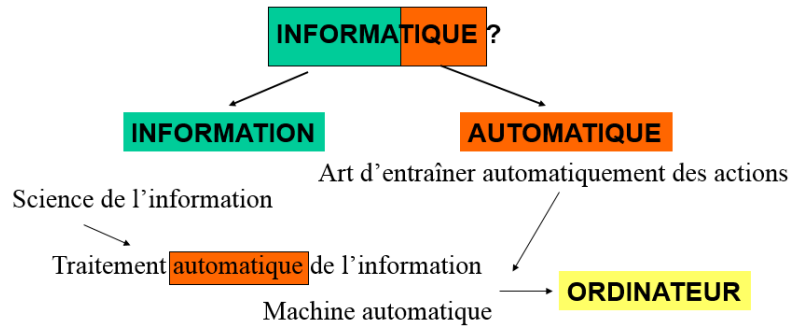 INFORMATIQUE ?
INFORMATION
AUTOMATIQUE
Art d’entraîner automatiquement des actions
Science de l’information
Traitement automatique de l’information
ORDINATEUR
Machine automatique